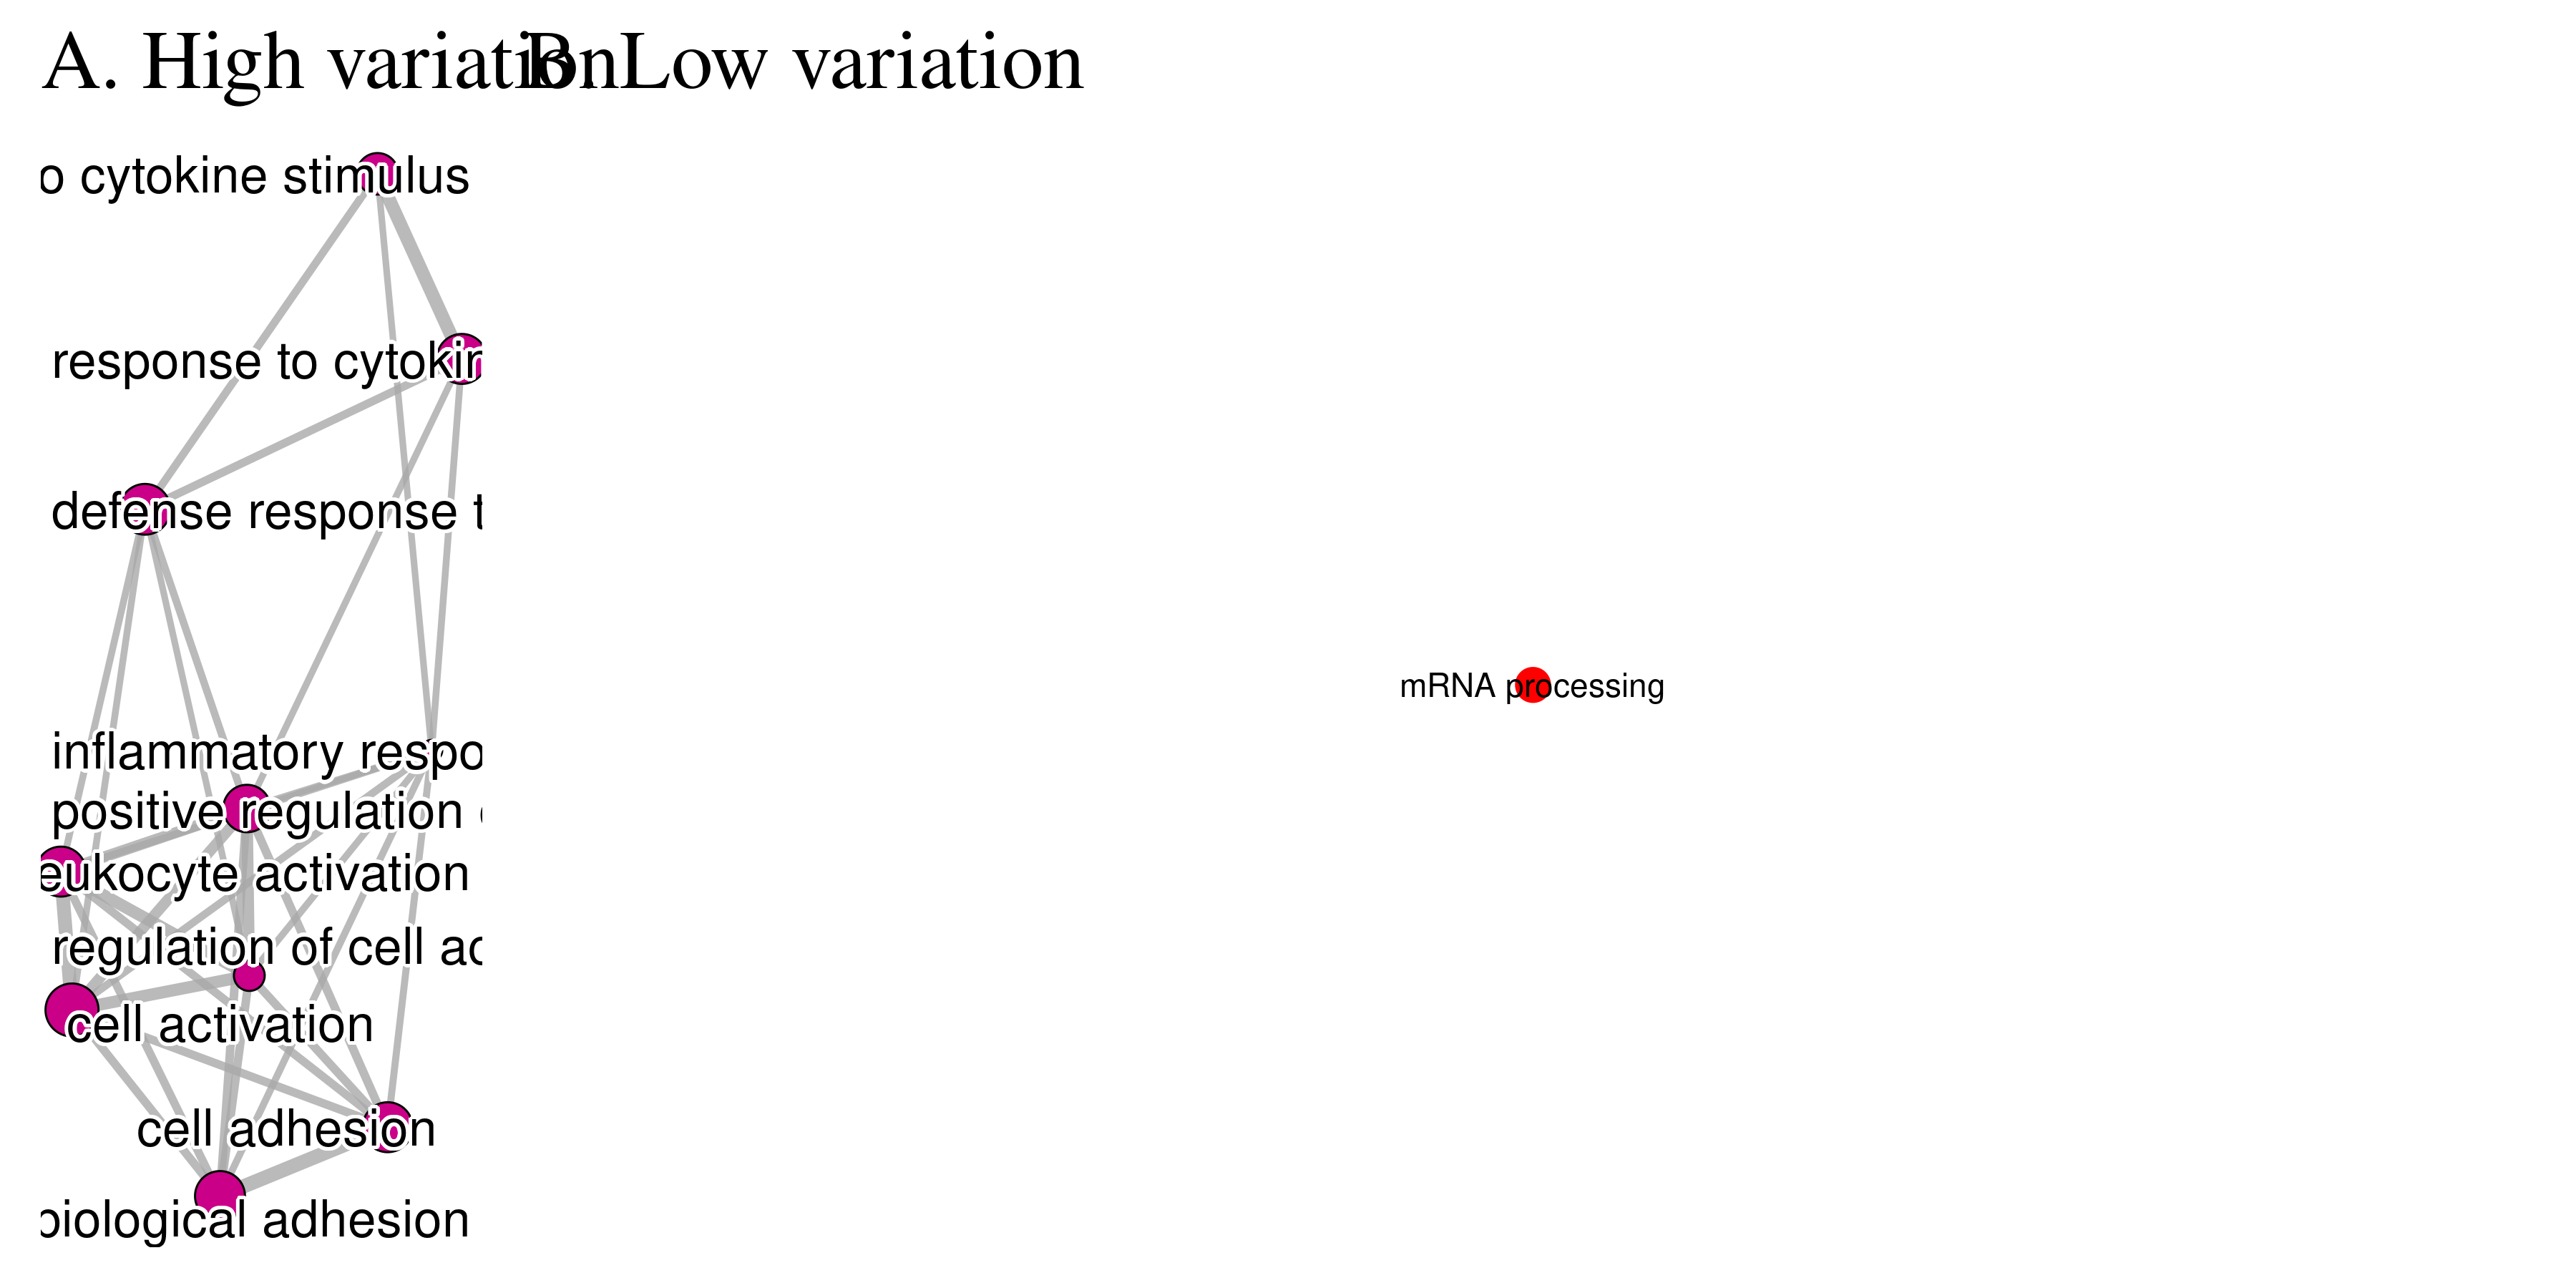 A. High variation
B. Low variation
o cytokine stimulus
response to cytokin
defense response t
inflammatory respo
positive regulation
eukocyte activation
regulation of cell ac
cell activation
cell adhesion
biological adhesion
mRNA processing